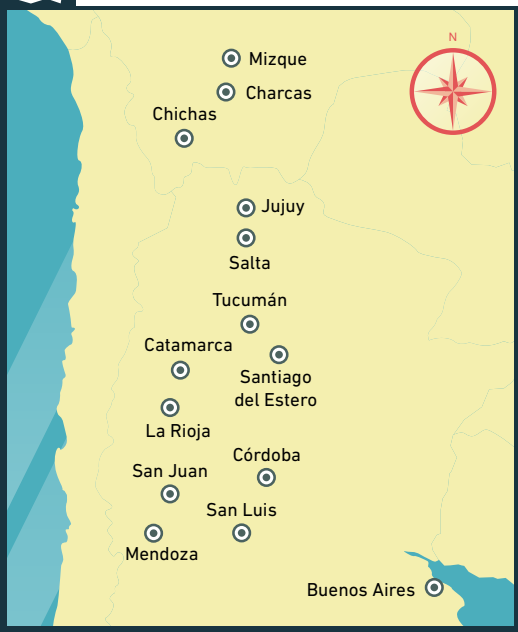 N
Mizque
Charcas
Chichas
Jujuy
Salta
Tucumán
Catamarca
Santiago
del Estero
La Rioja
Córdoba
San Juan
San Luis
Mendoza
Buenos Aires